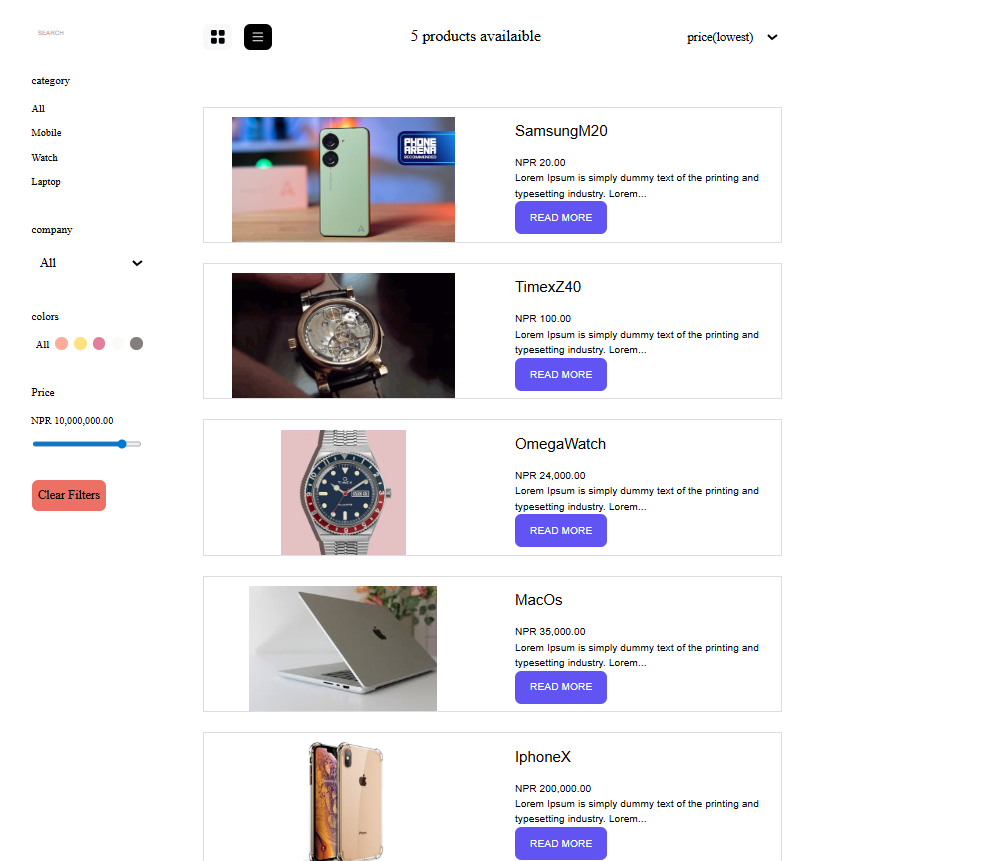 SEARCH
category
All
Mobile
Watch
Laptop
company
All
colors
All
Price
NPR 10,000,000.00
Clear Filters
5 products availaible
price(lowest)
PHONE
ARENA
RECOMMENDED
SamsungM20
NPR 20.00
Lorem Ipsum is simply dummy text of the printing and
typesetting industry. Lorem...
READ MORE
TimexZ40
NPR 100.00
Lorem Ipsum is simply dummy text of the printing and
typesetting industry. Lorem...
READ MORE
TIMEX
OmegaWatch
NPR 24,000.00
Lorem Ipsum is simply dummy text of the printing and
typesetting industry. Lorem...
READ MORE
MacOs
NPR 35,000.00
Lorem Ipsum is simply dummy text of the printing and
typesetting industry. Lorem...
READ MORE
IphoneX
NPR 200,000.00
Lorem Ipsum is simply dummy text of the printing and
typesetting industry. Lorem...
READ MORE